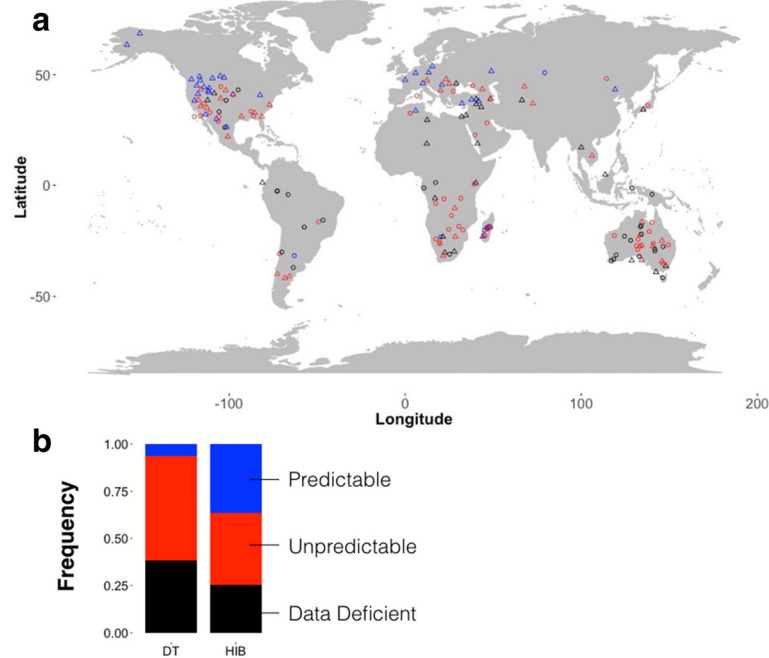 a
Latitude
50
0
-50
-100
0
100
200
Longitude
b
Frequency
1.00
0.75
0.50
0.25
0.00
DT
HIB
Predictable
Unpredictable
Data Deficient